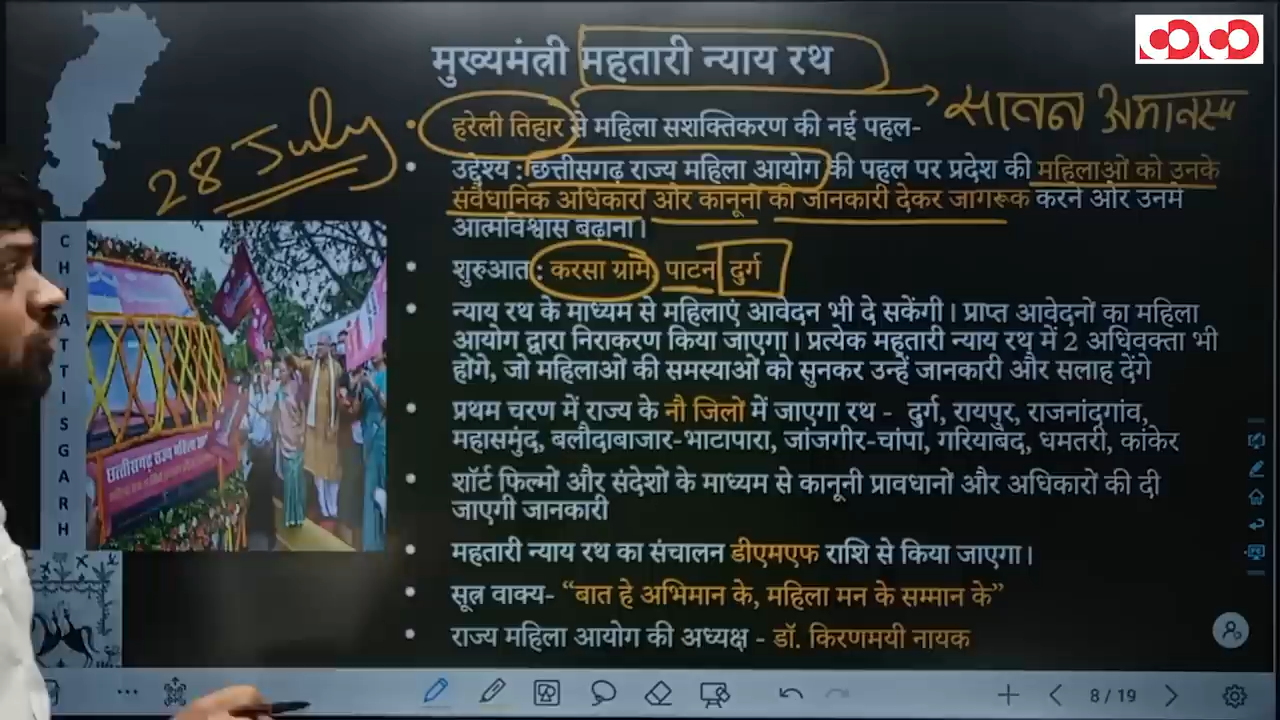 मुख्यमंत्री महतारी न्याय रथ
सावन अमावस्या
28 July
• हरेली तिहार से महिला सशक्तिकरण की नई पहल-
• उद्देश्य : छत्तीसगढ़ राज्य महिला आयोग की पहल पर प्रदेश की महिलाओं को उनके
संवैधानिक अधिकारों और कानूनों की जानकारी देकर जागरूक करने और उनमें
आत्मविश्वास बढ़ाना।
• शुरुआत : करसा ग्राम, पाटन दुर्ग
• न्याय रथ के माध्यम से महिलाएं आवेदन भी दे सकेंगी। प्राप्त आवेदनों का महिला
आयोग द्वारा निराकरण किया जाएगा। प्रत्येक महतारी न्याय रथ में 2 अधिवक्ता भी
होंगे, जो महिलाओं की समस्याओं को सुनकर उन्हें जानकारी और सलाह देंगे
• प्रथम चरण में राज्य के नौ जिलों में जाएगा रथ - दुर्ग, रायपुर, राजनांदगांव,
महासमुंद, बलौदाबाजार-भाटापारा, जांजगीर-चांपा, गरियाबंद, धमतरी, कांकेर
• शॉर्ट फिल्मों और संदेशों के माध्यम से कानूनी प्रावधानों और अधिकारों की दी
जाएगी जानकारी
• महतारी न्याय रथ का संचालन डीएमएफ राशि से किया जाएगा।
• सूत्र वाक्य- “बात हे अभिमान के, महिला मन के सम्मान के”
• राज्य महिला आयोग की अध्यक्ष - डॉ. किरणमयी नायक
CHHATTISGARH
छत्तीसगढ़ राज्य महिला
8/19